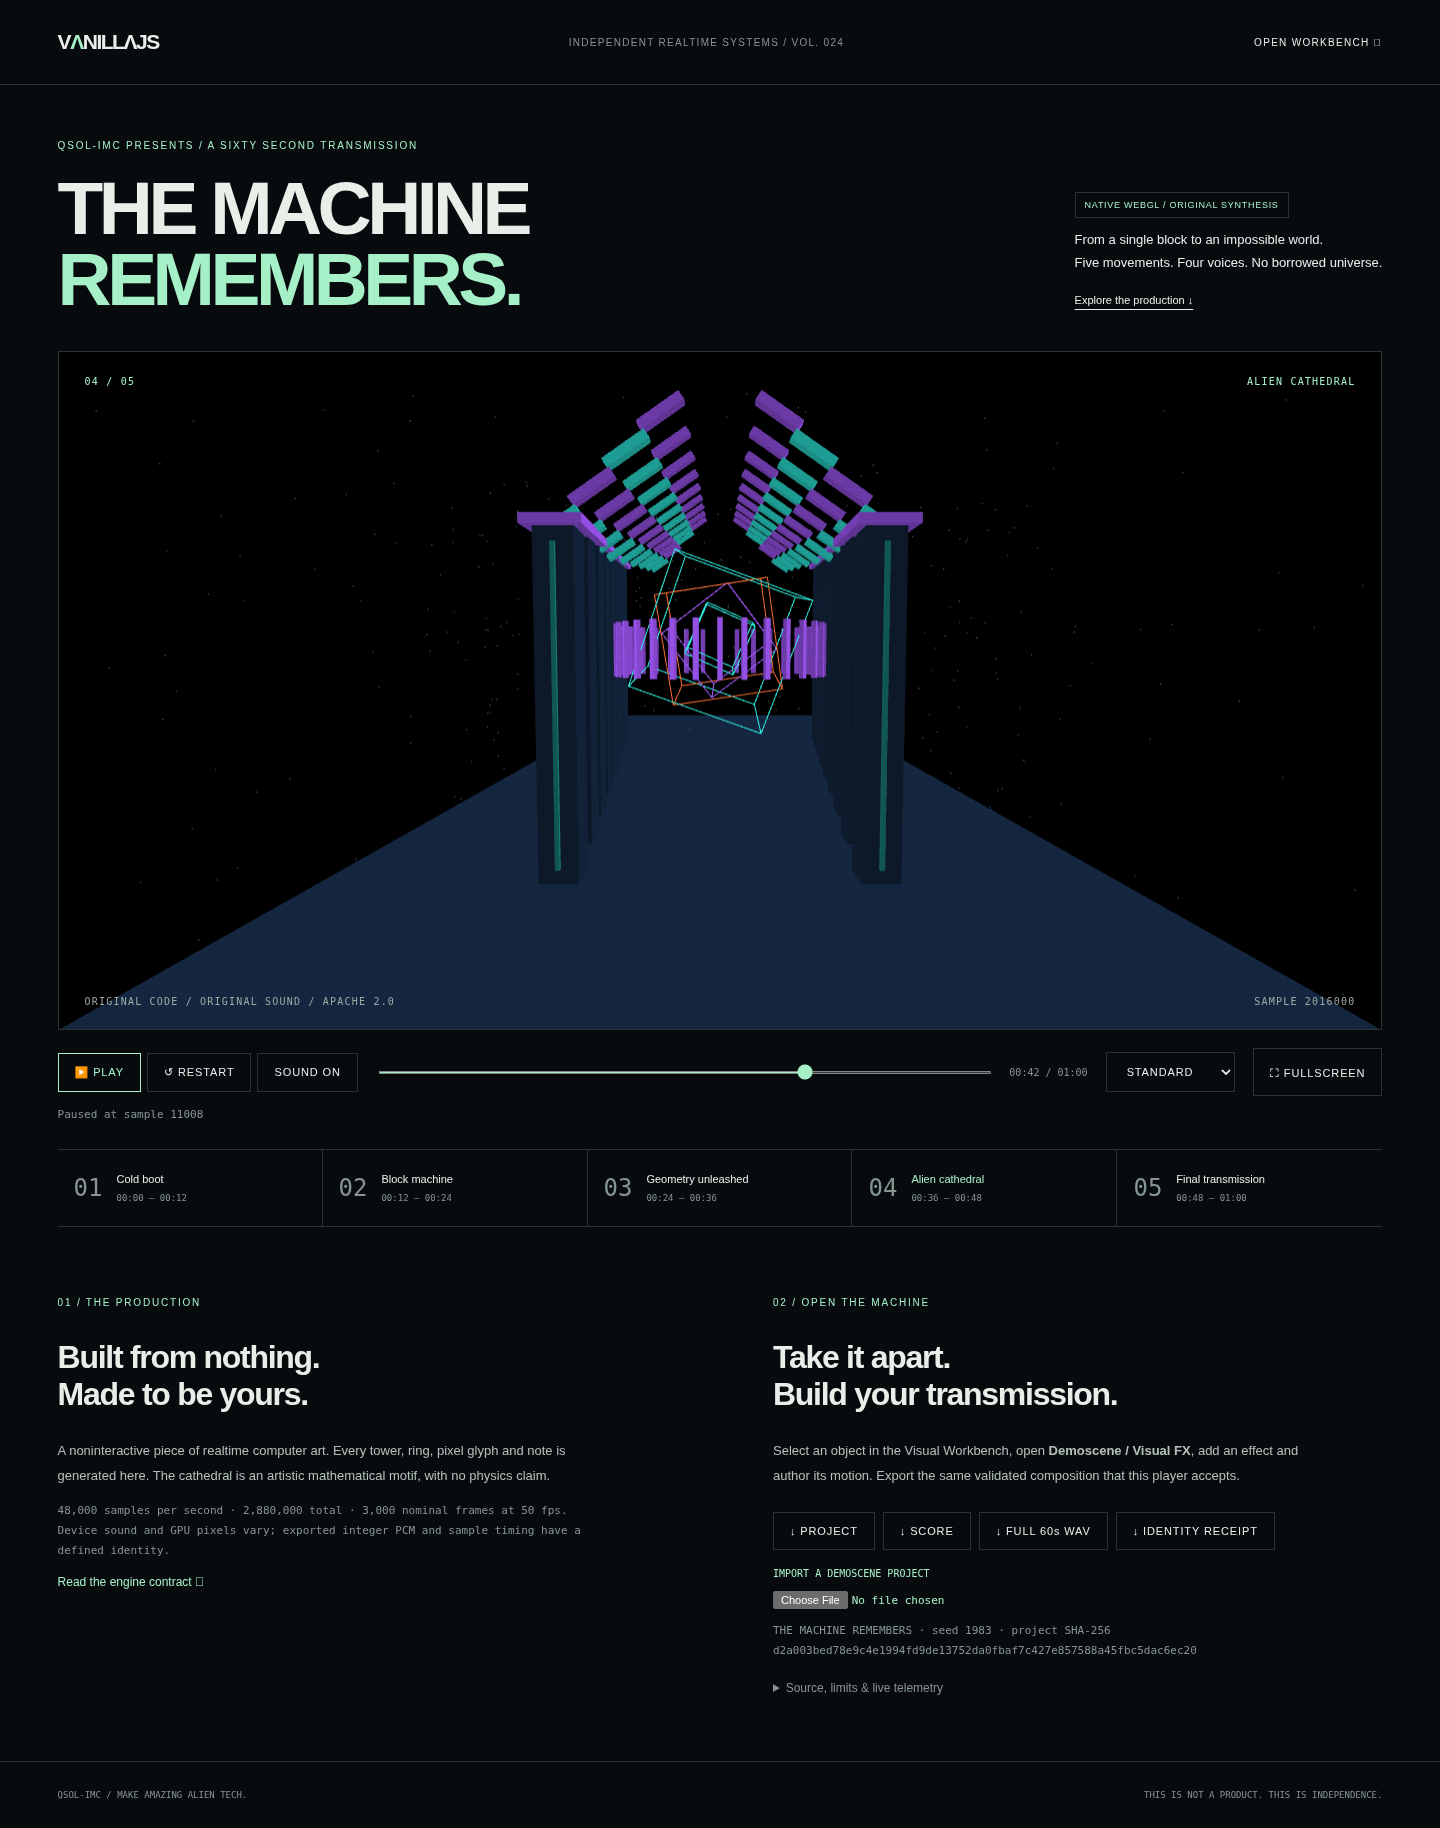 VΛNILLΛJS
INDEPENDENT REALTIME SYSTEMS / VOL. 024
OPEN WORKBENCH
QSOL-IMC PRESENTS / A SIXTY SECOND TRANSMISSION
THE MACHINE
REMEMBERS.
NATIVE WEBGL / ORIGINAL SYNTHESIS
From a single block to an impossible world.
Five movements. Four voices. No borrowed universe.
Explore the production ↓
04 / 05
ALIEN CATHEDRAL
ORIGINAL CODE / ORIGINAL SOUND / APACHE 2.0
SAMPLE 2016000
▶ PLAY
↺ RESTART
SOUND ON
00:42 / 01:00
STANDARD
⛶ FULLSCREEN
Paused at sample 11008
01 Cold boot
00:00 — 00:12
02 Block machine
00:12 — 00:24
03 Geometry unleashed
00:24 — 00:36
04 Alien cathedral
00:36 — 00:48
05 Final transmission
00:48 — 01:00
01 / THE PRODUCTION
Built from nothing.
Made to be yours.
A noninteractive piece of realtime computer art. Every tower, ring, pixel glyph and note is
generated here. The cathedral is an artistic mathematical motif, with no physics claim.
48,000 samples per second · 2,880,000 total · 3,000 nominal frames at 50 fps.
Device sound and GPU pixels vary; exported integer PCM and sample timing have a
defined identity.
Read the engine contract
02 / OPEN THE MACHINE
Take it apart.
Build your transmission.
Select an object in the Visual Workbench, open Demoscene / Visual FX, add an effect and
author its motion. Export the same validated composition that this player accepts.
↓ PROJECT
↓ SCORE
↓ FULL 60s WAV
↓ IDENTITY RECEIPT
IMPORT A DEMOSCENE PROJECT
Choose File No file chosen
THE MACHINE REMEMBERS · seed 1983 · project SHA-256
d2a003bed78e9c4e1994fd9de13752da0fbaf7c427e857588a45fbc5dac6ec20
▶ Source, limits & live telemetry
QSOL-IMC / MAKE AMAZING ALIEN TECH.
THIS IS NOT A PRODUCT. THIS IS INDEPENDENCE.